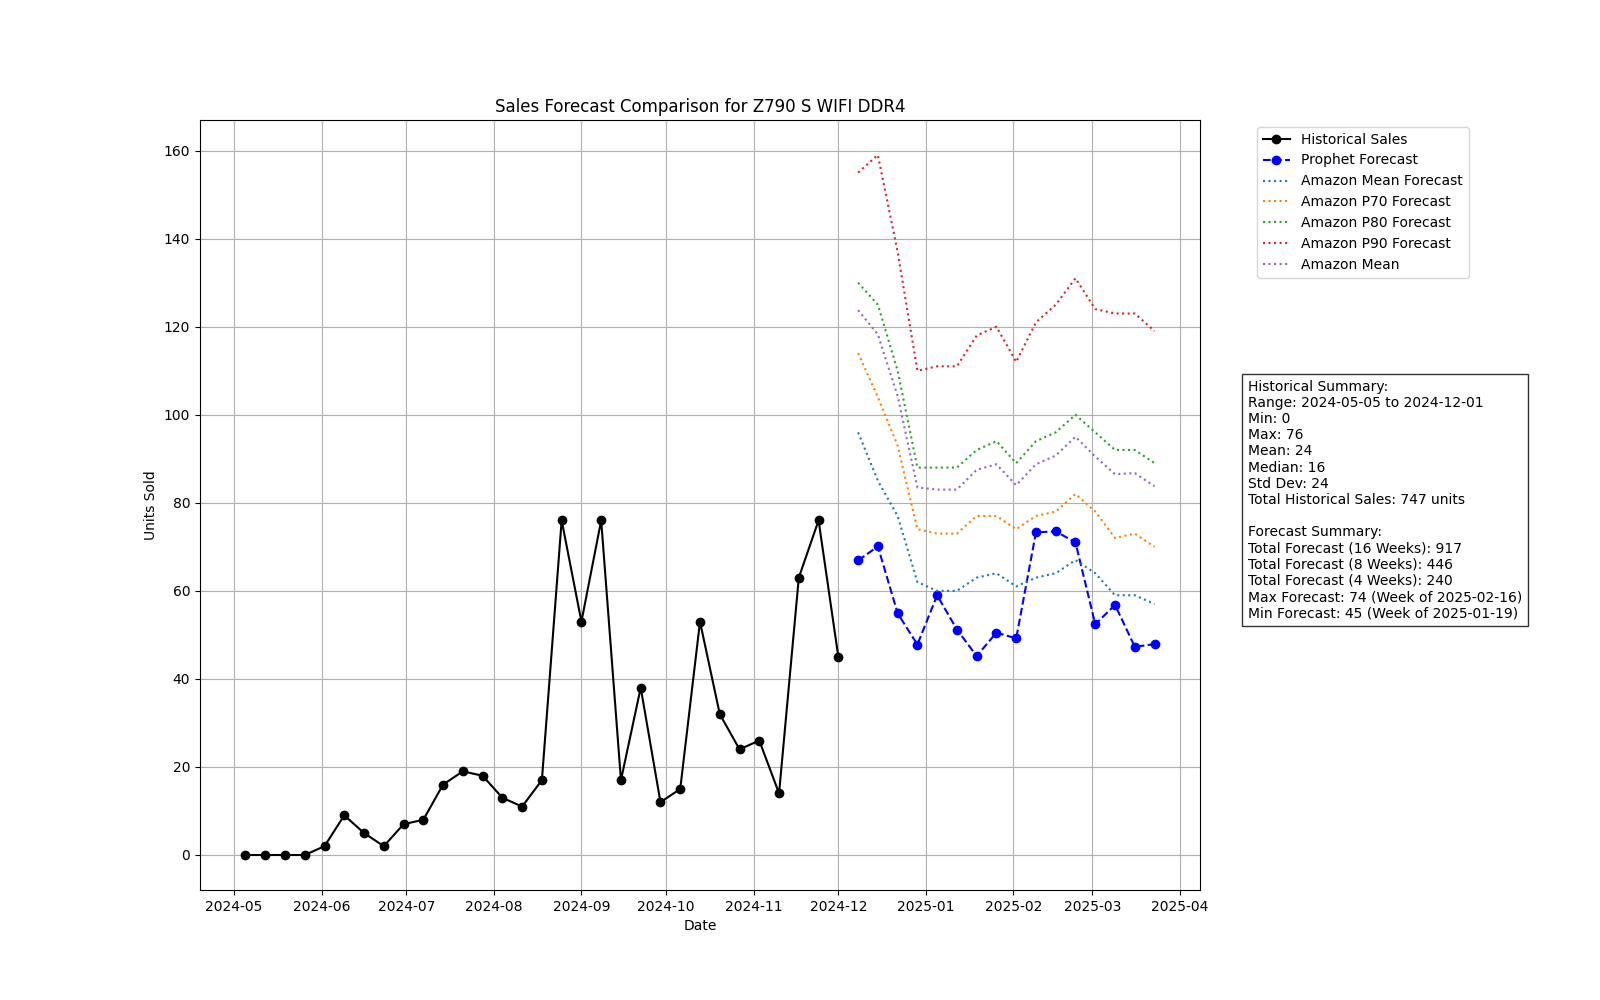 Sales Forecast Comparison for Z790 S WIFI DDR4
Units Sold
160
140
120
100
80
60
40
20
0
2024-05
2024-06
2024-07
2024-08
2024-09
2024-10
2024-11
2024-12
2025-01
2025-02
2025-03
2025-04
Date
Historical Sales
Prophet Forecast
Amazon Mean Forecast
Amazon P70 Forecast
Amazon P80 Forecast
Amazon P90 Forecast
Amazon Mean
Historical Summary:
Range: 2024-05-05 to 2024-12-01
Min: 0
Max: 76
Mean: 24
Median: 16
Std Dev: 24
Total Historical Sales: 747 units
Forecast Summary:
Total Forecast (16 Weeks): 917
Total Forecast (8 Weeks): 446
Total Forecast (4 Weeks): 240
Max Forecast: 74 (Week of 2025-02-16)
Min Forecast: 45 (Week of 2025-01-19)